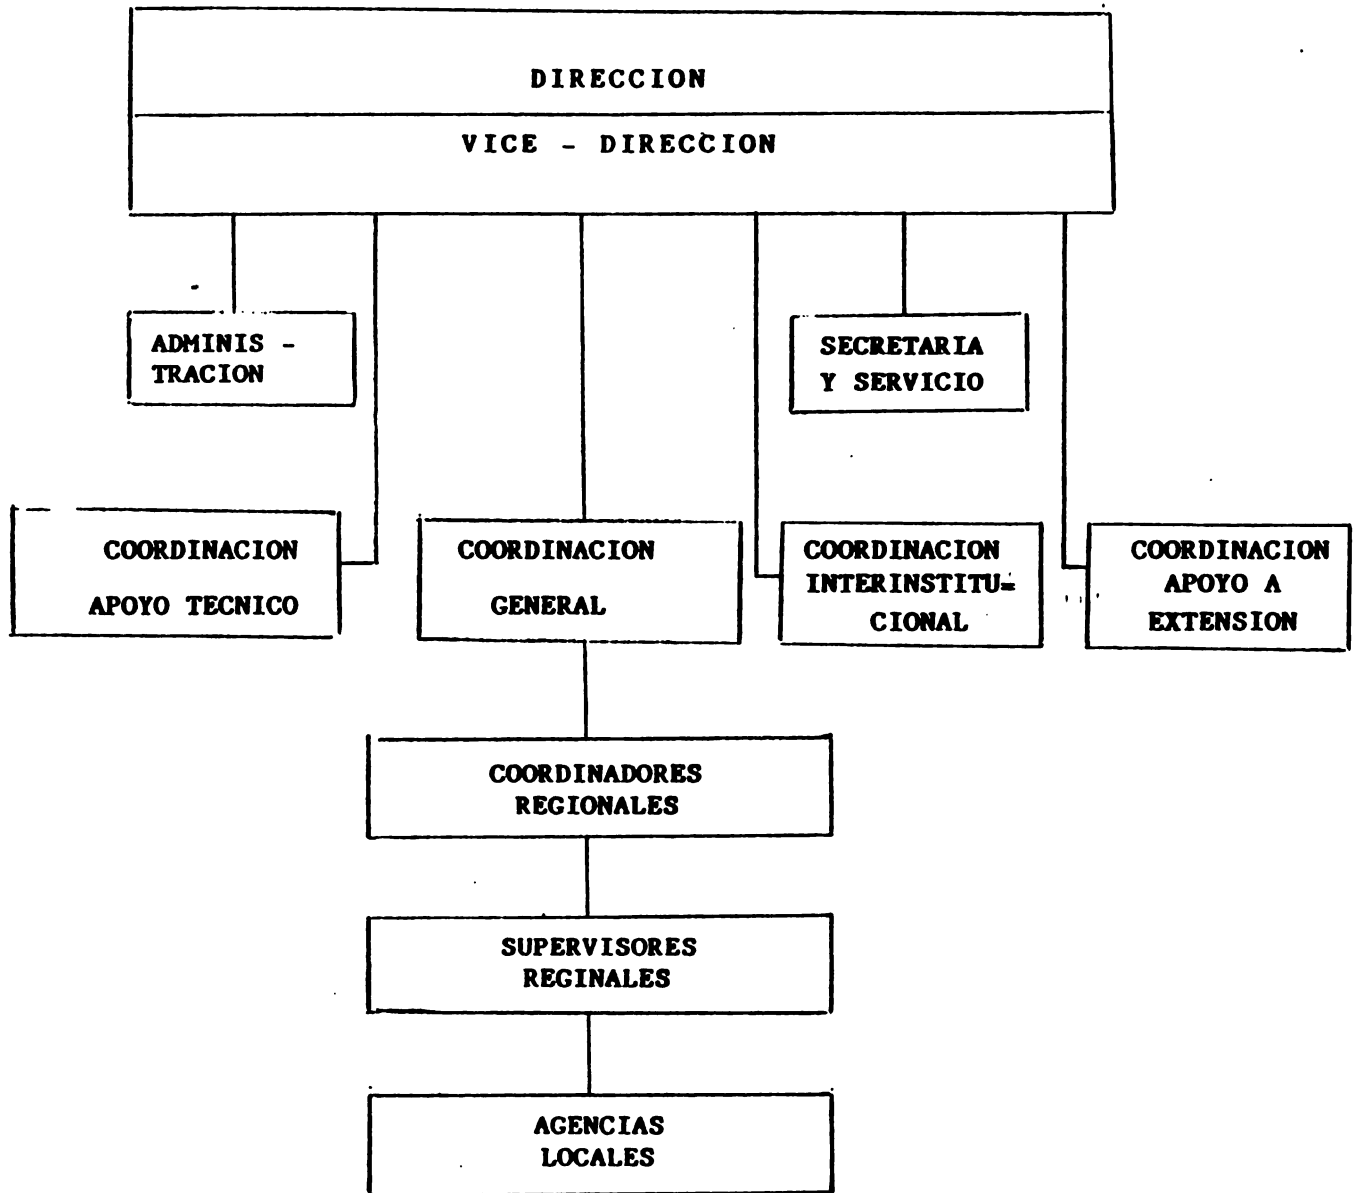 DIRECCION
VICE - DIRECCION
ADMINIS -
TRACION
SECRETARIA
Y SERVICIO
COORDINACION
APOYO TECNICO
COORDINACION
GENERAL
COORDINACION
INTERINSTITU=
CIONAL
COORDINACION
APOYO A
EXTENSION
COORDINADORES
REGIONALES
SUPERVISORES
REGINALES
AGENCIAS
LOCALES